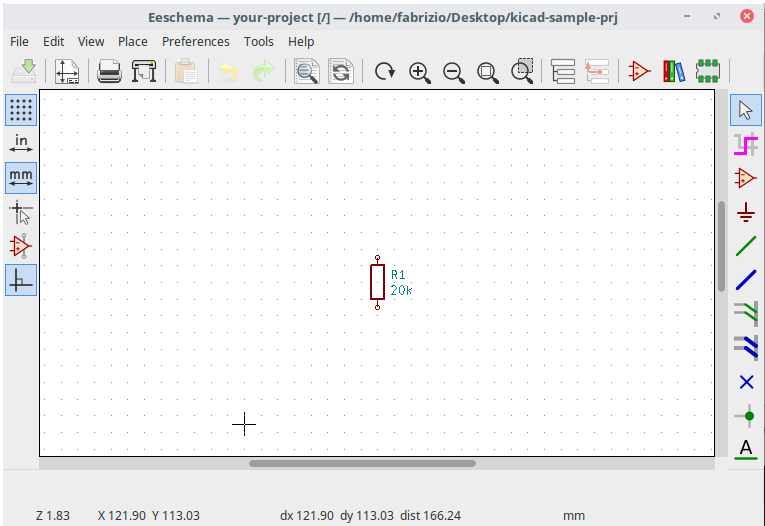 Eeschema — your-project [/] — /home/fabrizio/Desktop/kicad-sample-prj
File Edit View Place Preferences Tools Help
in
mm
R1
20k
A
Z 1.83 X 121.90 Y 113.03 dx 121.90 dy 113.03 dist 166.24 mm